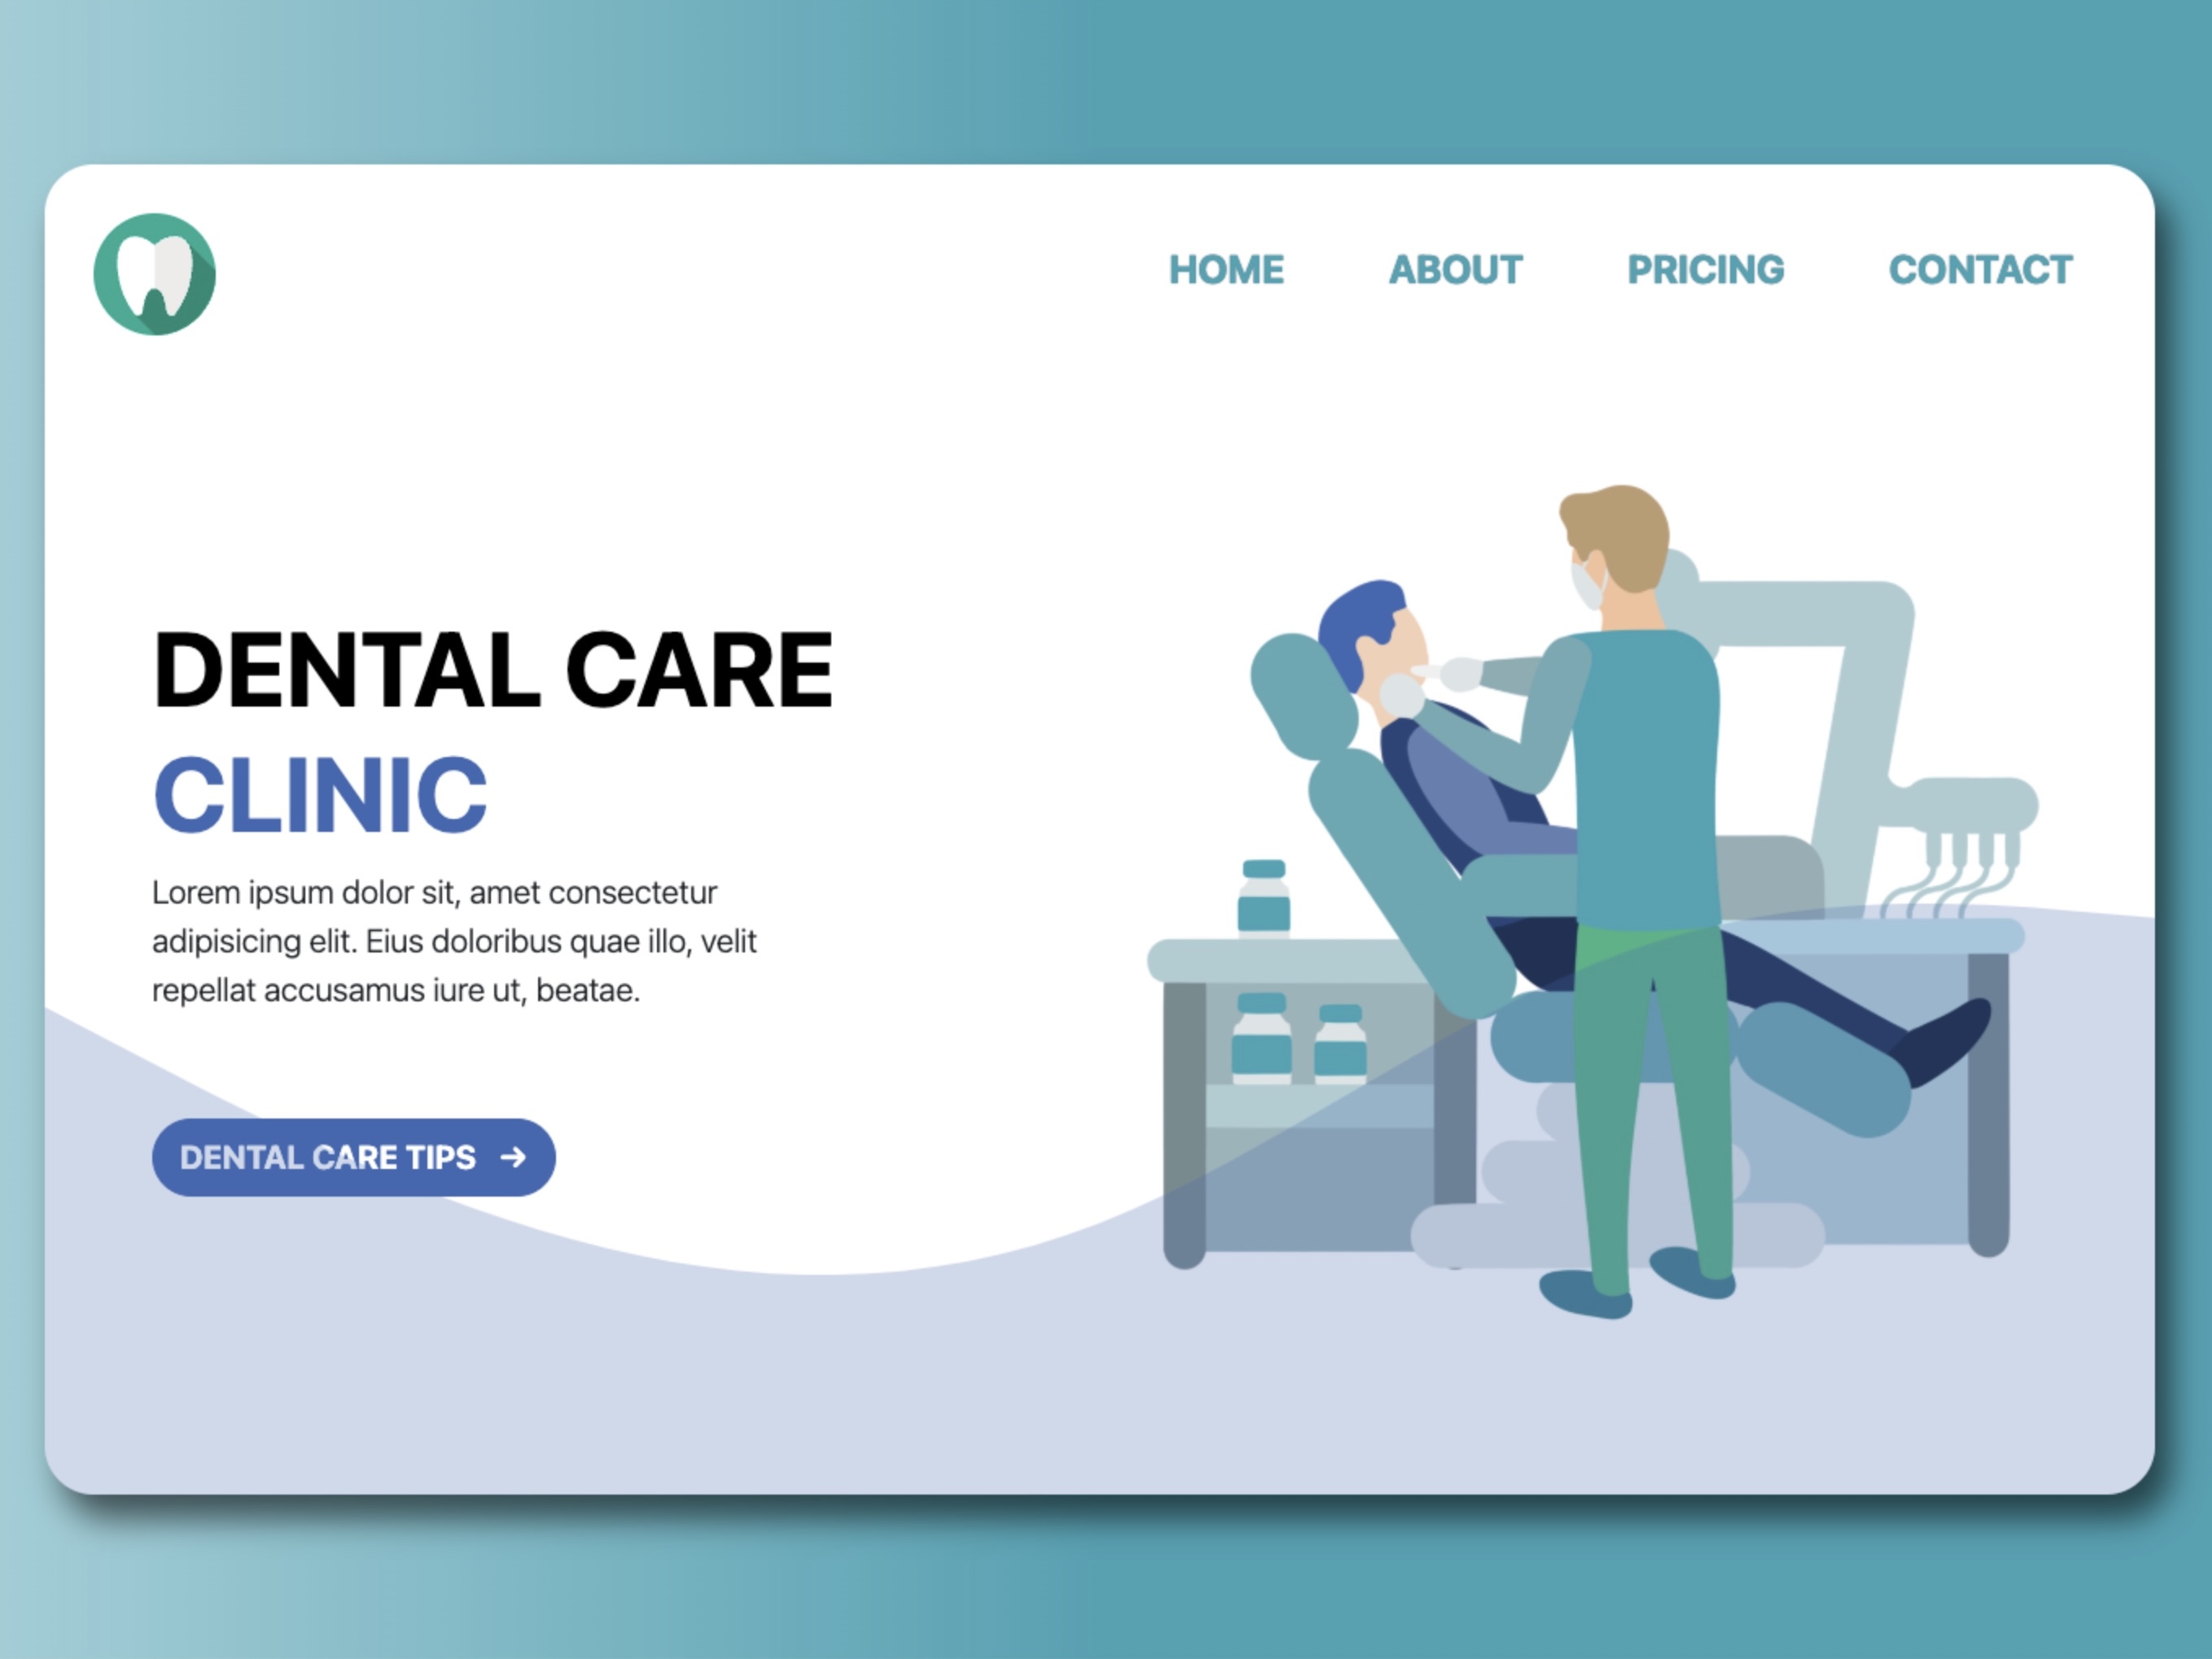 HOME ABOUT PRICING CONTACT
DENTAL CARE
CLINIC
Lorem ipsum dolor sit, amet consectetur
adipisicing elit. Eius doloribus quae illo, velit
repellat accusamus iure ut, beatae.
DENTAL CARE TIPS →